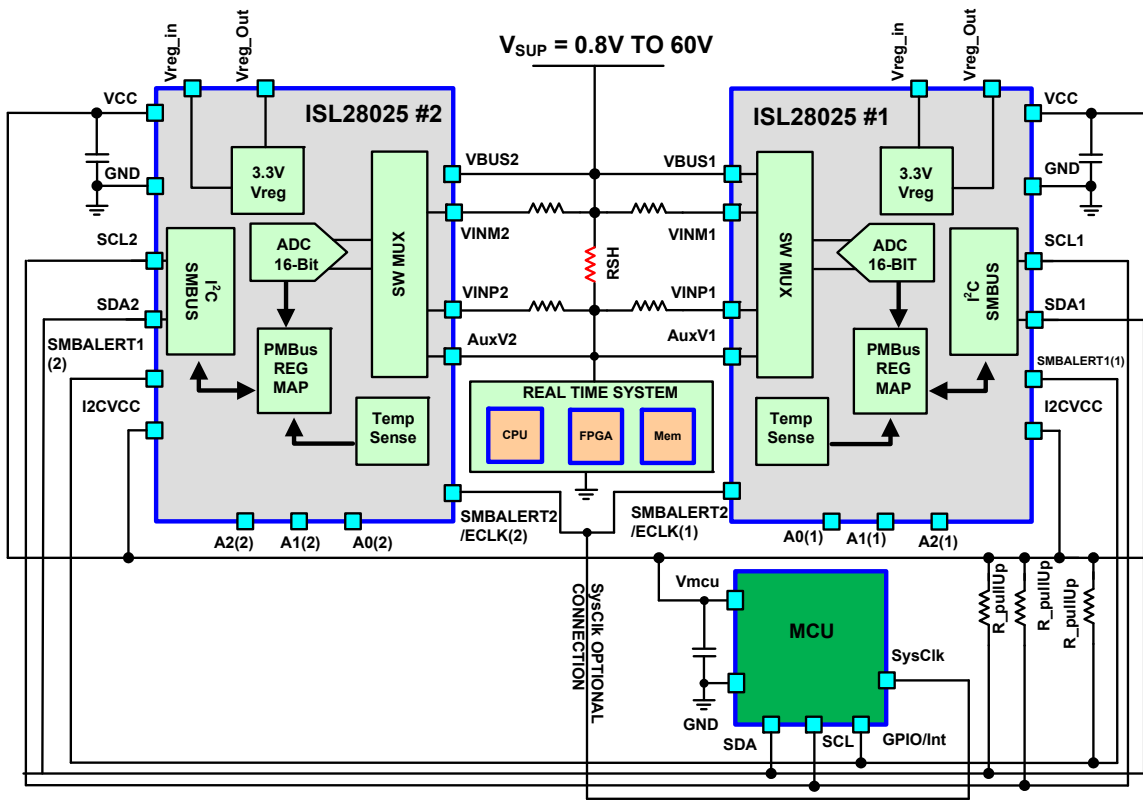 V_SUP = 0.8V TO 60V
Vreg_in
Vreg_Out
VCC
GND
SCL2
SDA2
SMBALERT1
(2)
I2CVCC
ISL28025 #2
3.3V
Vreg
ADC
16-Bit
SW MUX
I²C
SMBUS
PMBus
REG
MAP
Temp
Sense
A2(2)
A1(2)
A0(2)
VBUS2
VINM2
VINP2
AuxV2
SMBALERT2
/ECLK(2)
RSH
REAL TIME SYSTEM
CPU
FPGA
Mem
VBUS1
VINM1
VINP1
AuxV1
SMBALERT2
/ECLK(1)
Vreg_in
Vreg_Out
ISL28025 #1
3.3V
Vreg
SW MUX
ADC
16-BIT
I²C
SMBUS
PMBus
REG
MAP
Temp
Sense
A0(1)
A1(1)
A2(1)
VCC
GND
SCL1
SDA1
SMBALERT1(1)
I2CVCC
SysClk OPTIONAL
CONNECTION
Vmcu
MCU
SysClk
GND
SDA
SCL
GPIO/Int
R_pullUp
R_pullUp
R_pullUp